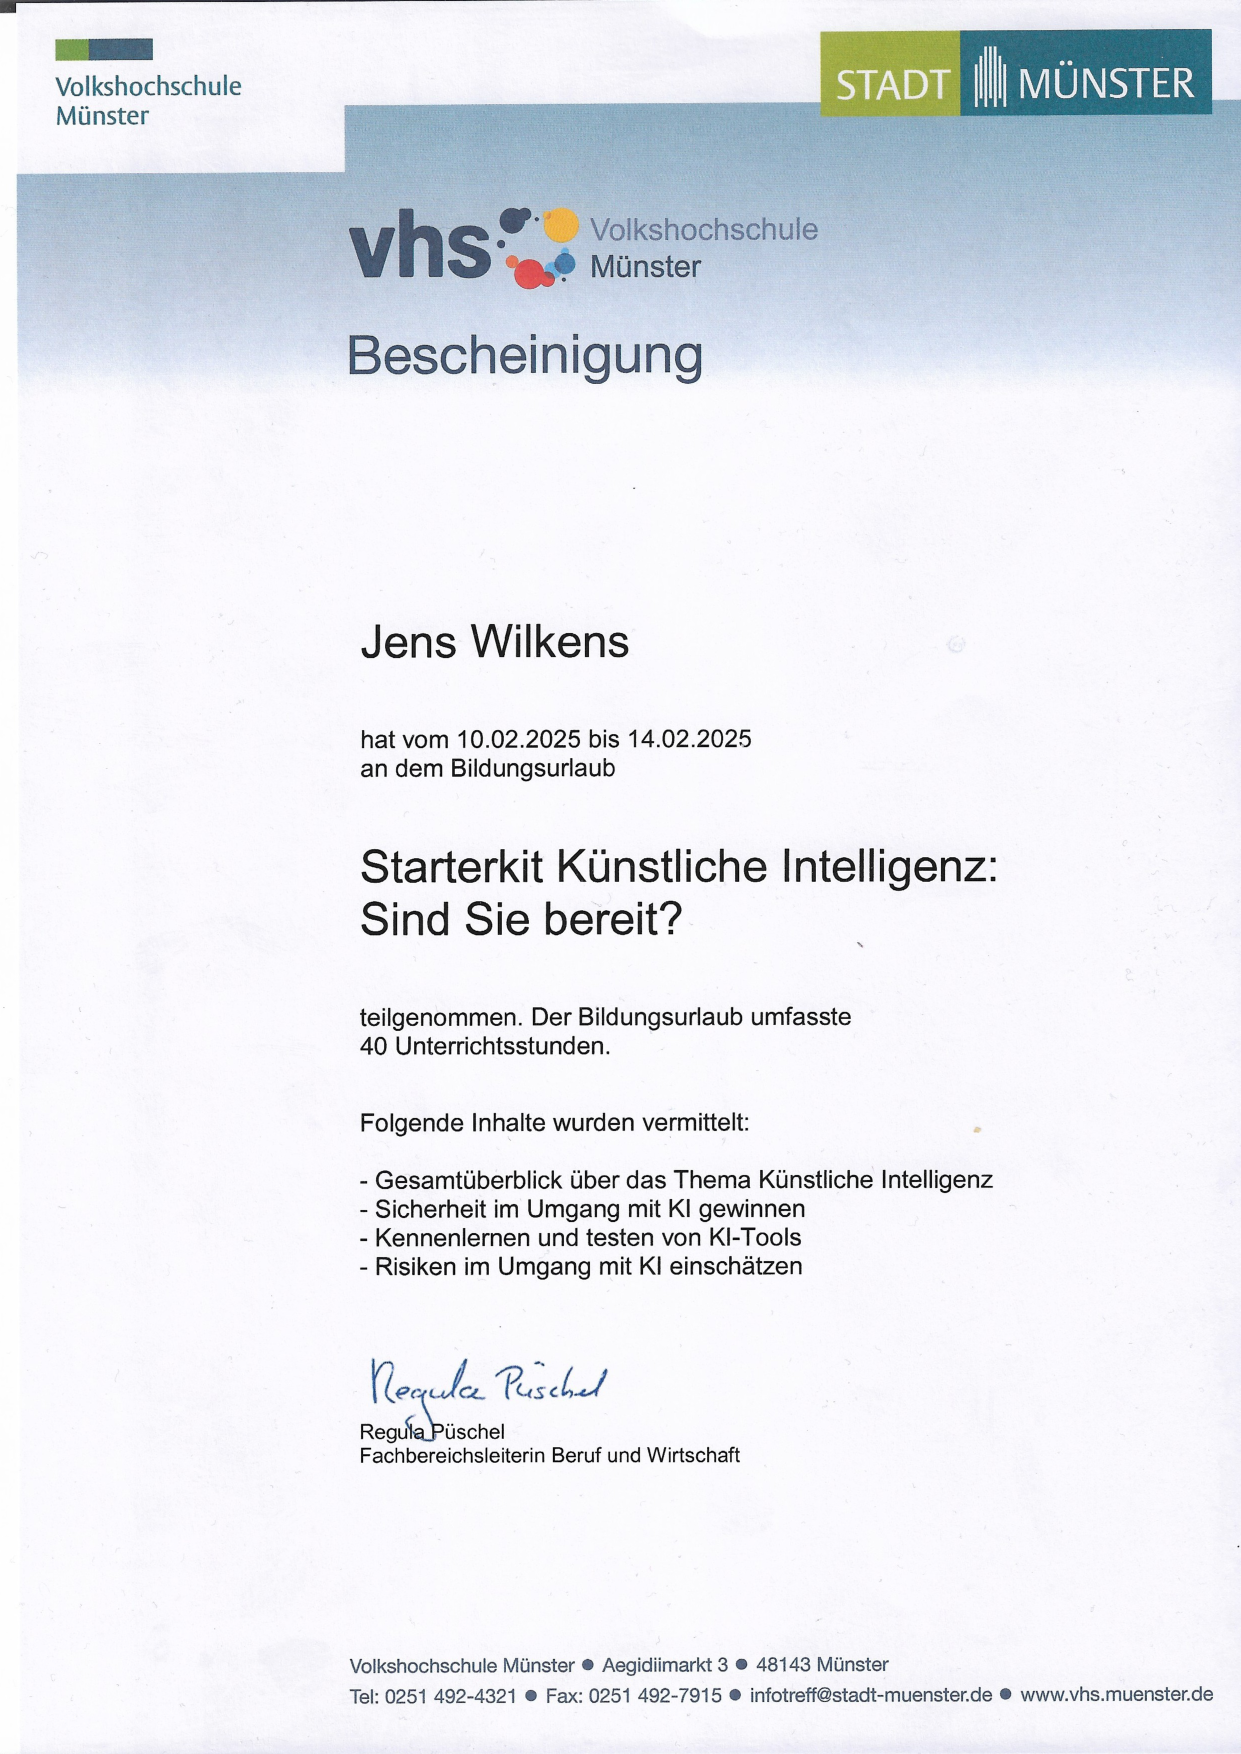 Volkshochschule
Münster
STADT MÜNSTER
vhs Volkshochschule
Münster
Bescheinigung
Jens Wilkens
hat vom 10.02.2025 bis 14.02.2025
an dem Bildungsurlaub
Starterkit Künstliche Intelligenz:
Sind Sie bereit?
teilgenommen. Der Bildungsurlaub umfasste
40 Unterrichtsstunden.
Folgende Inhalte wurden vermittelt:
- Gesamtüberblick über das Thema Künstliche Intelligenz
- Sicherheit im Umgang mit KI gewinnen
- Kennenlernen und testen von KI-Tools
- Risiken im Umgang mit KI einschätzen
Regula Püschel
Regula Püschel
Fachbereichsleiterin Beruf und Wirtschaft
Volkshochschule Münster ● Aegidiimarkt 3 ● 48143 Münster
Tel: 0251 492-4321 ● Fax: 0251 492-7915 ● infotreff@stadt-muenster.de ● www.vhs.muenster.de